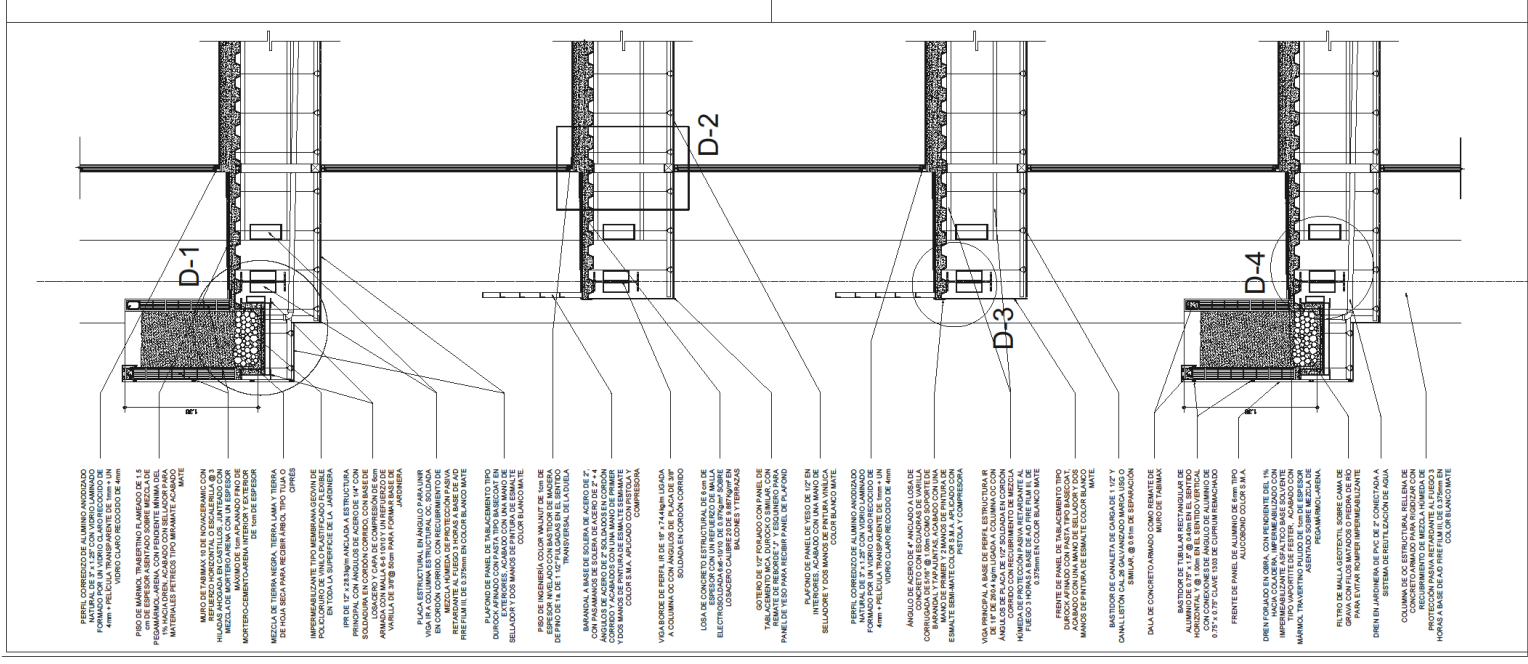 D-1
D-2
D-3
D-4
1.38
1.38
PERFIL CORREDIZO DE ALUMINIO ANODIZADO
NATURAL DE 3" x 1.25" CON VIDRIO LAMINADO
FORMADO POR UN VIDRIO CLARO RECOCIDO DE
4mm + PELÍCULA TRANSPARENTE DE 1mm + UN
VIDRIO CLARO RECOCIDO DE 4mm
PISO DE MÁRMOL TRABERTINO FLAMEADO DE 1.5
cm DE ESPESOR ASENTADO SOBRE MEZCLA DE
PEGAMÁRMOL-ARENA, CON PENDIENTE MÍNIMA DEL
1% HACIA DREN, ACABADO CON SELLADOR PARA
MATERIALES PETREOS TIPO MIRAMATE ACABADO
MATE
MURO DE TABIMAX 10 DE NOVACERAMIC CON
REFUERZO HORIZONTAL DE ESCALERILLA @ 3
HILADAS AHOGADA EN CASTILLOS, JUNTEADO CON
MEZCLA DE MORTERO-ARENA CON UN ESPESOR
MÁXIMO DE 1cm. APLANADO FINO DE
MORTERO-CEMENTO-ARENA INTERIOR Y EXTERIOR
DE 1cm DE ESPESOR
MEZCLA DE TIERRA NEGRA, TIERRA LAMA Y TIERRA
DE HOJA SECA PARA RECIBIR ÁRBOL TIPO TUJA O
CIPRÉS
IMPERABILIZANTE TIPO MEMBRANA REOVIN DE
POLICLORURO DIVINILO PLASTIFICADO FLEXIBLE
EN TODA LA SUPERFICIE DE LA JARDINERA
IPR DE 12" x 28.3kg/m ANCLADA A ESTRUCTURA
PRINCIPAL CON ÁNGULOS DE ACERO DE 1/4" CON
SOLDADURA EN CORDÓN CORRIDO, CON BASE DE
LOSACERO Y CAPA DE COMPRESIÓN DE 6cm
ARMADA CON MALLA 6-6 10/10 Y UN REFUERZO DE
VARILLA DE 3/8"@ 50cm PARA FORMAR BASE DE
JARDINERA
PLACA ESTRUCTURAL EN ÁNGULO PARA UNIR
VIGA IR A COLUMNA ESTRUCTURAL OC, SOLDADA
EN CORDÓN CORRIDO, CON RECUBRIMIENTO DE
MEZCLA HÚMEDA DE PROTECCIÓN PASIVA
RETARDANTE AL FUEGO 3 HORAS A BASE DE A/D
FIRE FILM III DE 0.375mm EN COLOR BLANCO MATE
PLAFOND DE PANEL DE TABLACEMENTO TIPO
DUROCK AFINADO CON PASTA TIPO BASECOAT EN
EXTERIORES, ACABADO CON UNA MANO DE
SELLADOR Y DOS MANOS DE PINTURA DE ESMALTE
COLOR BLANCO MATE.
PISO DE INGENIERÍA COLOR WALNUT DE 1cm DE
ESPESOR NIVELADO CON BASTIDOR DE MADERA
DE PINO DE 1 1/2" PULGADAS EN EL SENTIDO
TRANSVERSAL DE LA DUELA
BARANDAL A BASE DE SOLERA DE ACERO DE 2",
CON PASAMANOS DE SOLERA DE ACERO DE 2" + 4
ÁNGULOS DE ACERO DE 2" SOLDADOS EN CORDÓN
CORRIDO Y ACABADOS CON UNA MANO DE PRIMER
Y DOS MANOS DE PINTURA DE ESMALTE SEMIMATE
COLOR S.M.A. APLICADO CON PISTOLA Y
COMPRESORA
VIGA BORDE DE PERFIL IR DE 18" x 74.4 kg/m LIGADA
A COLUMNA CON ÁNGULOS DE PLACA DE 3/8"
SOLDADA EN CORDÓN CORRIDO
LOSA DE CONCRETO ESTRUCTURAL DE 6 cm DE
ESPESOR CON UN REFUERZO DE MALLA
ELECTROSOLDADA 6x6-10/10 DE 0.97kg/m² SOBRE
LOSACERO CALIBRE 20 DE 9.987kg/m² EN
BALCONES Y TERRAZAS
GOTERO DE 1/2" FORJADO CON PANEL DE
TABLACEMENTO MCA. DUROCK O SIMILAR, CON
REMATE DE REBORDE "J" Y ESQUINERO PARA
PANEL DE YESO PARA RECIBIR PANEL DE PLAFOND
PLAFOND DE PANEL DE YESO DE 1/2" EN
INTERIORES, ACABADO CON UNA MANO DE
SELLADOR E Y DOS MANOS DE PINTURA VINÍLICA
COLOR BLANCO MATE.
PERFIL CORREDIZO DE ALUMINIO ANODIZADO
NATURAL DE 3" x 1.25" CON VIDRIO LAMINADO
FORMADO POR UN VIDRIO CLARO RECOCIDO DE
4mm + PELÍCULA TRANSPARENTE DE 1mm + UN
VIDRIO CLARO RECOCIDO DE 4mm
ÁNGULO DE ACERO DE 4" ANCLADO A LOSA DE
CONCRETO CON ESCUADRAS DE VARILLA
CORRUGADA DE 3/8" @ 1.00m COMO BASE DE
BARANDAL Y TAPAJUNTAS, ACABADO CON UNA
MANO DE PRIMER Y 2 MANOS DE PINTURA DE
ESMALTE SEMI-MATE COLOR S.M.A. APLICADA CON
PISTOLA Y COMPRESORA
VIGA PRINCIPAL A BASE DE PERFIL ESTRUCTURAL IR
DE 18" DE 260.4 kg/m LIGADA A COLUMNA OC CON
ÁNGULOS DE PLACA DE 1/2" SOLDADA EN CORDÓN
CORRIDO CON RECUBRIMIENTO DE MEZCLA
HÚMEDA DE PROTECCIÓN PASIVA RETARDANTE AL
FUEGO 3 HORAS A BASE DE A/D FIRE FILM III DE
0.375mm EN COLOR BLANCO MATE
FRENTE DE PANEL DE TABLACEMENTO TIPO
DUROCK AFINADO CON PASTA TIPO BASECOAT,
ACABADO CON UNA MANO DE SELLADOR Y DOS
MANOS DE PINTURA DE ESMALTE COLOR BLANCO
MATE.
BASTIDOR DE CANALETA DE CARGA DE 1 1/2" Y
CANAL LISTÓN CAL. 26 GALVANIZADO MARCA USG O
SIMILAR, @ 0.61m DE SEPARACIÓN
DALA DE CONCRETO ARMADO COMO REMATE DE
MURO DE TABIMAX
BASTIDOR DE TUBULAR RECTANGULAR DE
ALUMINIO DE 0.75" x 1.5" @ 0.40m EN EL SENTIDO
HORIZONTAL Y @ 1.00m EN EL SENTIDO VERTICAL
CON CONEXIONES DE ÁNGULO DE ALUMINIO DE
0.75"x 0.75" CLAVE 1503 DE CUPRUM REMACHADO
FRENTE DE PANEL DE ALUMINIO DE 6mm TIPO
ALUCOBOND COLOR S.M.A.
DREN FORJADO EN OBRA, CON PENDIENTE DEL 1%
HACIA COLADERA, CON APLICACIÓN DE
IMPERMEABILIZANTE ASFÁLTICO BASE SOLVENTE
TIPO VAPORTITE DE FESTER, ACABADO CON
MÁRMOL TRAVERTINO PULIDO DE 1cm DE ESPESOR
ASENTADO SOBRE MEZCLA DE
PEGAMÁRMOL-ARENA.
FILTRO DE MALLA GEOTEXTIL SOBRE CAMA DE
GRAVA SIN FILOS MATADOS O PIEDRA DE RÍO
PARA EVITAR ROMPER IMPERMEABILIZANTE
DREN EN JARDINERA DE PVC DE 2" CONECTADA A
SISTEMA DE REUTILIZACIÓN DE AGUA
COLUMNA DE ESTRUCTURAL RELLENA DE
CONCRETO ARMADO PARA RIGIDIZAR CON
RECUBRIMIENTO DE MEZCLA HÚMEDA DE
PROTECCIÓN PASIVA RETARDANTE AL FUEGO 3
HORAS A BASE DE A/D FIRE FILM III, DE 0.375mm EN
COLOR BLANCO MATE